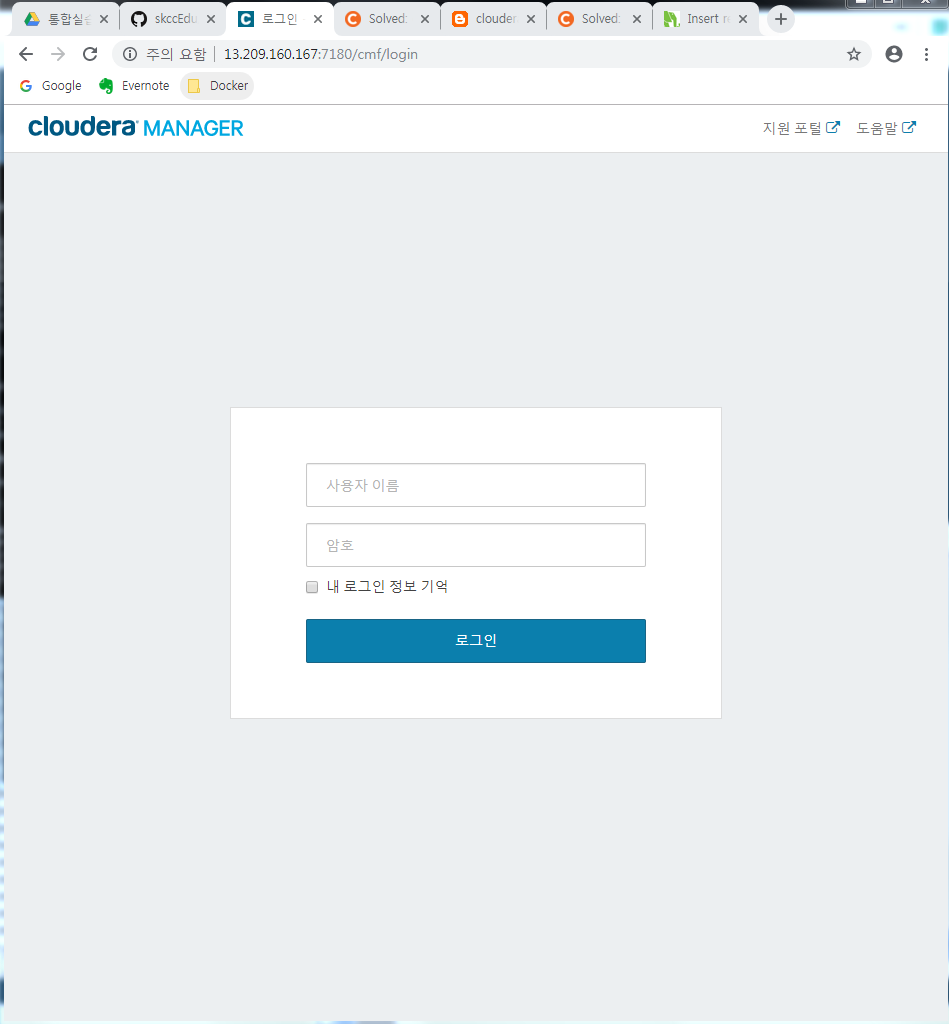 통합실습
skccEdu
로그인
Solved:
clouder
Solved:
Insert re
주의 요함 | 13.209.160.167:7180/cmf/login
Google Evernote Docker
cloudera MANAGER 지원 포털 도움말
사용자 이름
암호
내 로그인 정보 기억
로그인